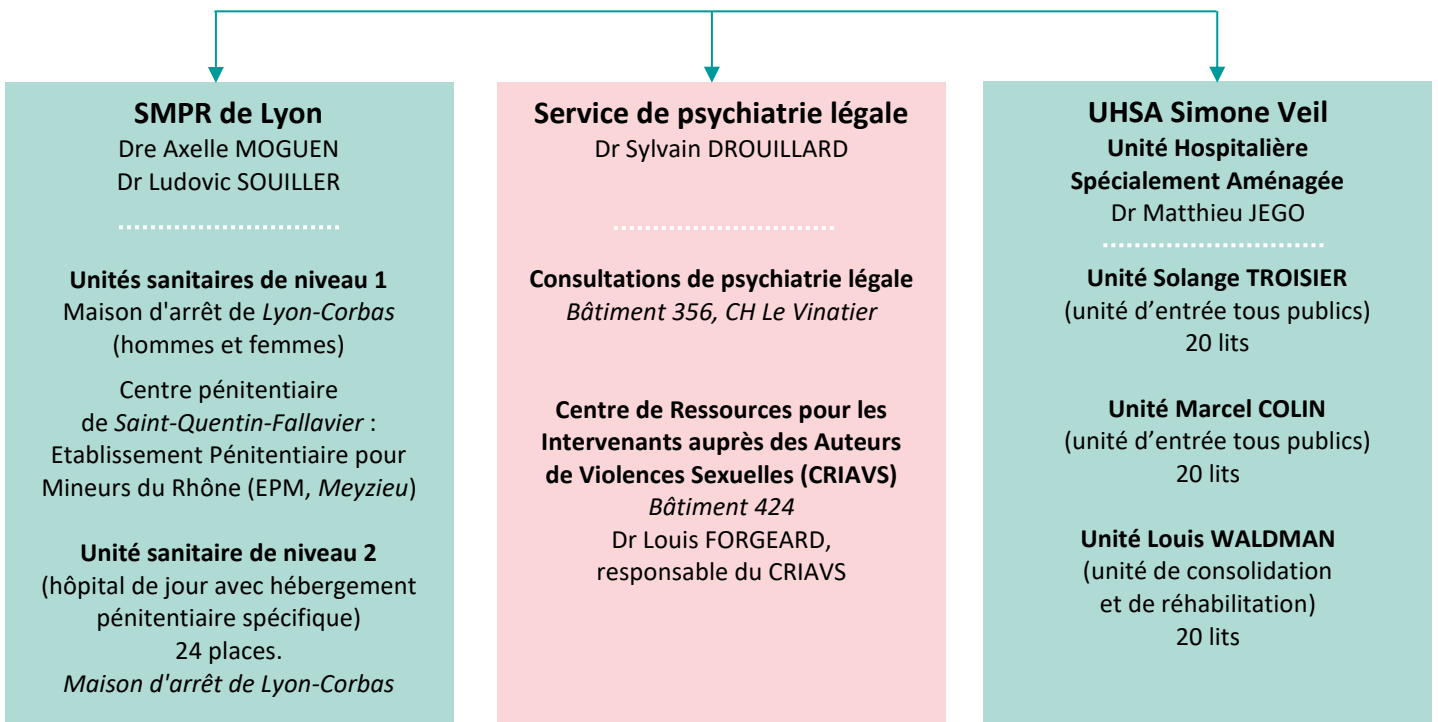 SMPR de Lyon
Dre Axelle MOGUEN
Dr Ludovic SOUILLER
Unités sanitaires de niveau 1
Maison d'arrêt de Lyon-Corbas
(hommes et femmes)
Centre pénitentiaire
de Saint-Quentin-Fallavier :
Etablissement Pénitentiaire pour
Mineurs du Rhône (EPM, Meyzieu)
Unité sanitaire de niveau 2
(hôpital de jour avec hébergement
pénitentiaire spécifique)
24 places.
Maison d'arrêt de Lyon-Corbas
Service de psychiatrie légale
Dr Sylvain DROUILLARD
Consultations de psychiatrie légale
Bâtiment 356, CH Le Vinatier
Centre de Ressources pour les
Intervenants auprès des Auteurs
de Violences Sexuelles (CRIAVS)
Bâtiment 424
Dr Louis FORGEARD,
responsable du CRIAVS
UHSA Simone Veil
Unité Hospitalière
Spécialement Aménagée
Dr Matthieu JEGO
Unité Solange TROISIER
(unité d’entrée tous publics)
20 lits
Unité Marcel COLIN
(unité d’entrée tous publics)
20 lits
Unité Louis WALDMAN
(unité de consolidation
et de réhabilitation)
20 lits